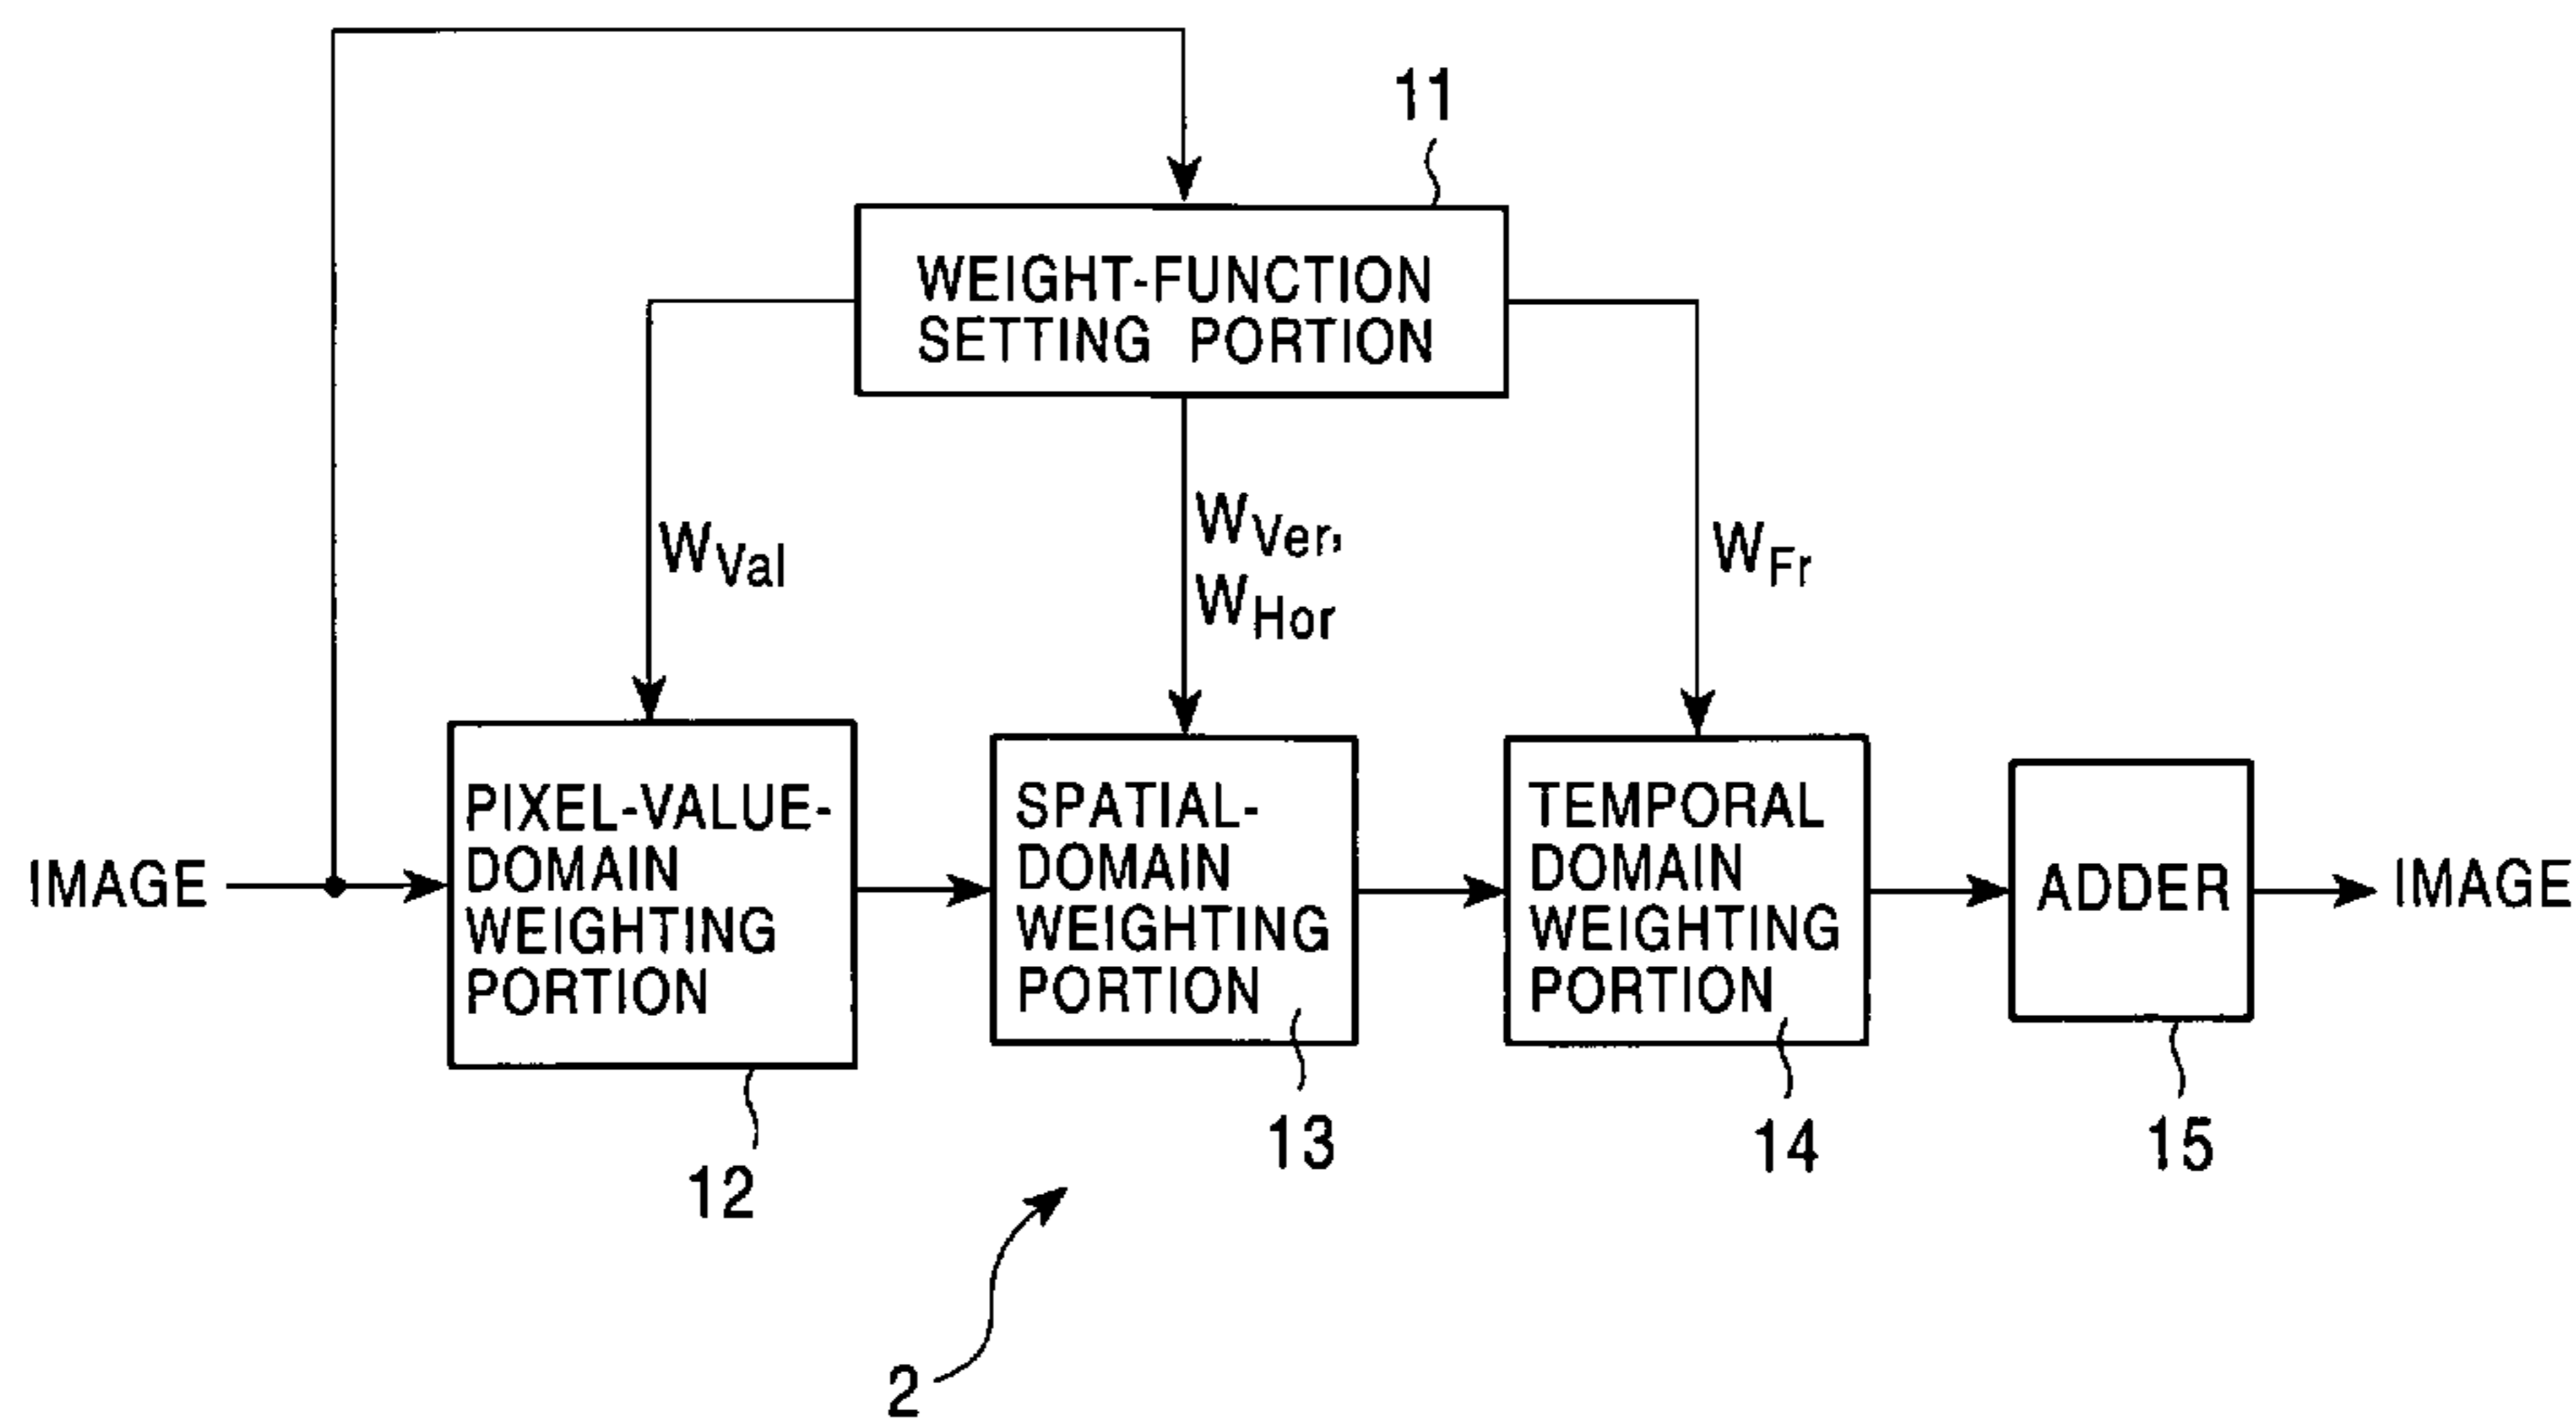 11
WEIGHT-FUNCTION
SETTING PORTION
WVal
WVer,
WHor
WFr
IMAGE
PIXEL-VALUE-
DOMAIN
WEIGHTING
PORTION
SPATIAL-
DOMAIN
WEIGHTING
PORTION
TEMPORAL
DOMAIN
WEIGHTING
PORTION
ADDER
IMAGE
12
13
14
15
2